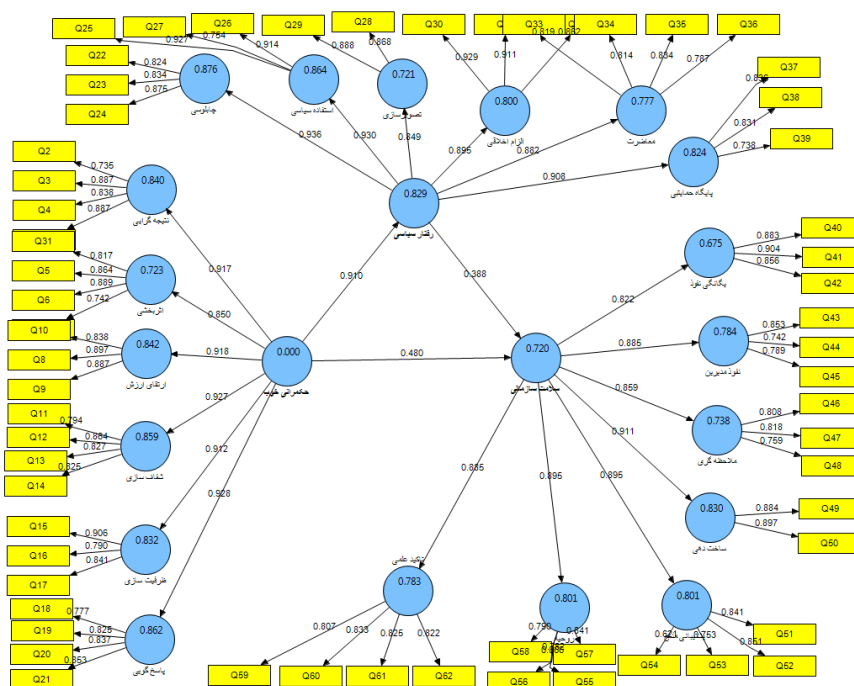 Q25
Q27
Q26
Q29
Q28
Q30
Q33
Q34
Q35
Q36
0.927
0.754
0.914
0.888
0.868
0.929
0.911
0.819
0.814
0.834
0.787
Q22
Q23
Q24
0.824
0.834
0.876
0.876
چاپلوسی
0.864
استفاده سیاسی
0.721
تصویرسازی
0.800
الزام اخلاقی
0.777
معاضرت
Q37
Q38
Q39
0.831
0.738
0.824
پایگاه حمایتی
0.936
0.930
0.849
0.895
0.882
0.908
0.829
رفتار سیاسی
Q2
Q3
Q4
0.735
0.887
0.838
0.887
0.840
نتیجه گرایی
Q31
Q5
Q6
Q10
0.817
0.864
0.889
0.742
0.723
اثربخشی
Q8
Q9
0.838
0.897
0.887
0.842
ارتقای ارزش
0.917
0.850
0.918
0.927
0.912
0.928
0.910
0.388
0.480
0.000
حکمرانی خوب
0.720
سلامت سازمانی
Q40
Q41
Q42
0.883
0.904
0.856
0.675
یگانگی نفوذ
0.822
Q43
Q44
Q45
0.853
0.742
0.789
0.784
نفوذ مدیرین
0.885
Q46
Q47
Q48
0.808
0.818
0.759
0.738
ملاحظه گری
0.859
Q49
Q50
0.884
0.897
0.830
ساخت دهی
0.911
Q11
Q12
Q13
Q14
0.794
0.884
0.827
0.825
0.859
شفاف سازی
Q15
Q16
Q17
0.906
0.790
0.841
0.832
ظرفیت سازی
Q18
Q19
Q20
Q21
0.777
0.825
0.837
0.853
0.862
پاسخ گویی
0.835
0.895
0.895
تاکید علمی
0.783
0.807
0.833
0.825
0.822
Q59
Q60
Q61
Q62
0.801
0.790
0.841
Q58
Q57
Q56
Q55
0.801
0.841
0.851
0.753
0.621
Q51
Q52
Q53
Q54